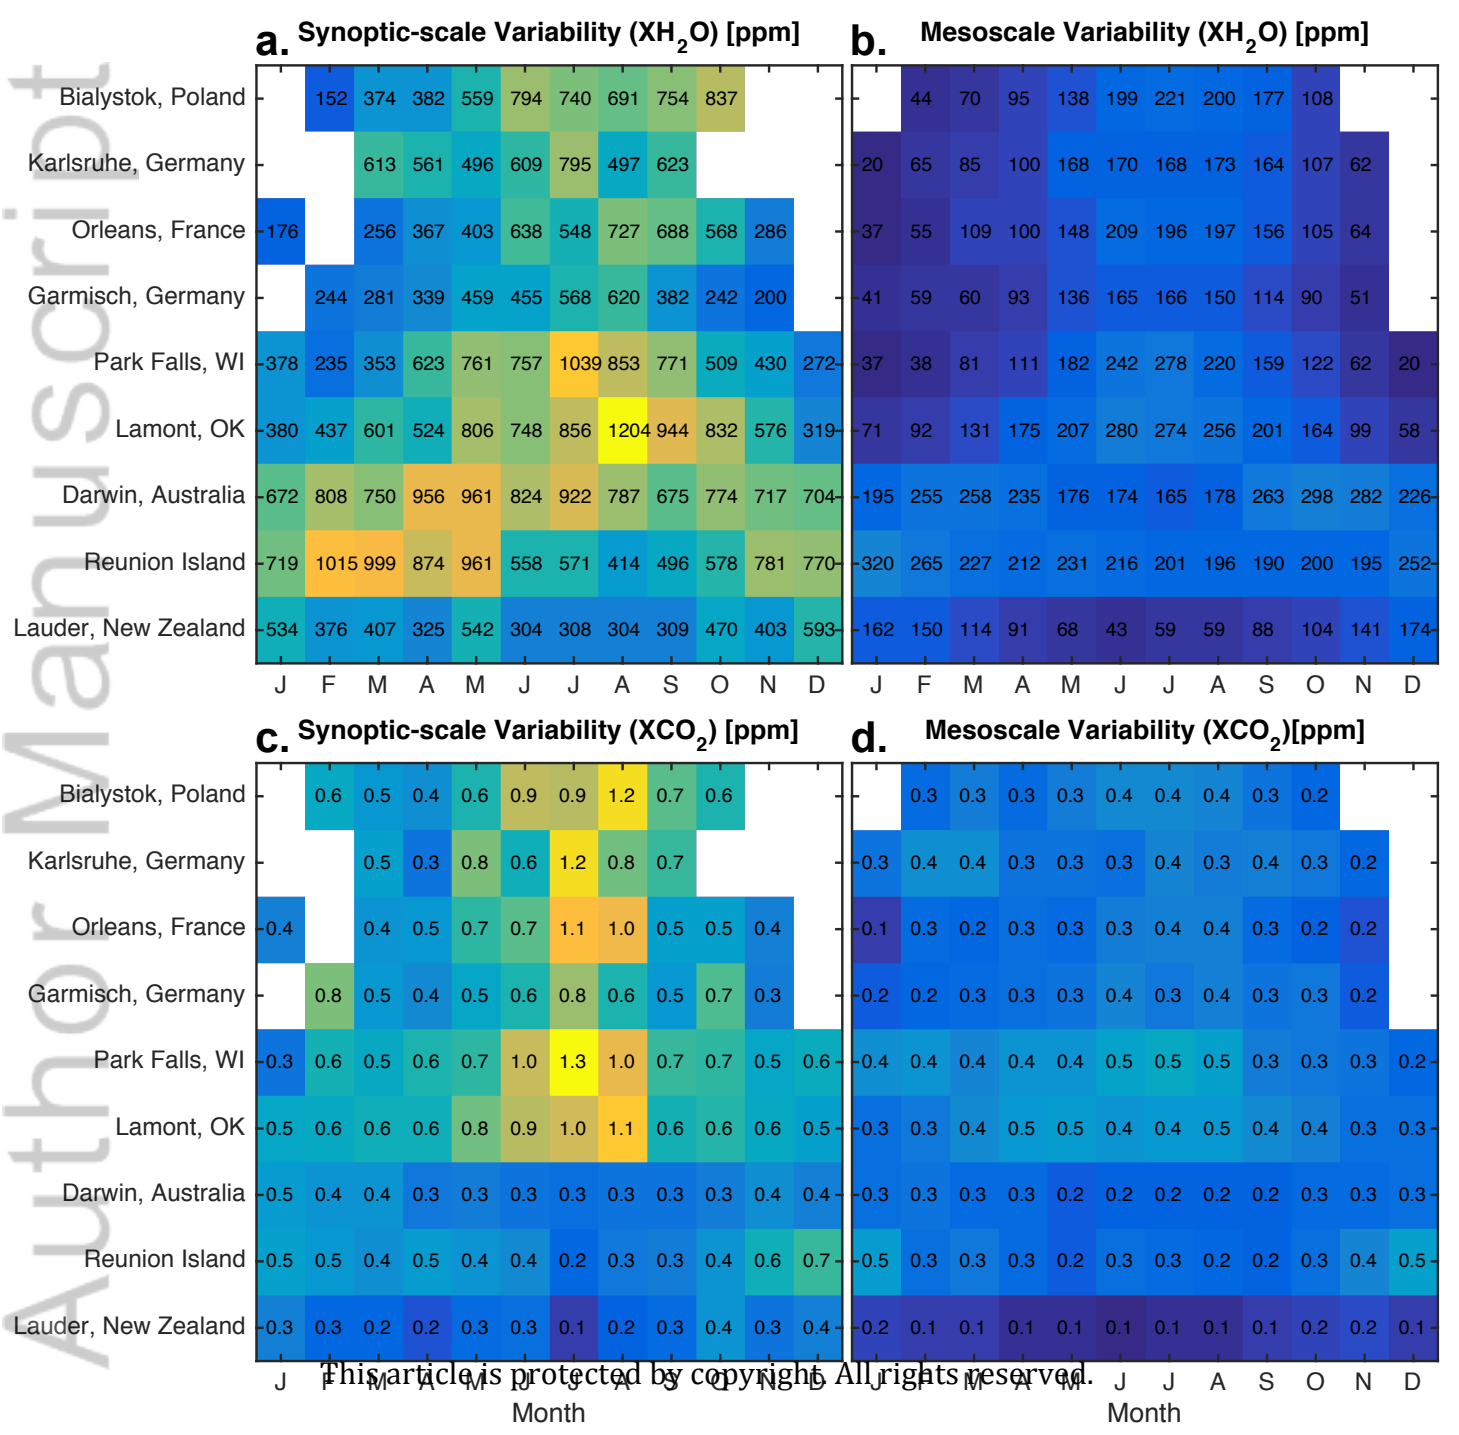 Author Manuscript
a. Synoptic-scale Variability (XH2O) [ppm]
Bialystok, Poland 152 374 382 559 794 740 691 754 837
Karlsruhe, Germany 613 561 496 609 795 497 623
Orleans, France 176 256 367 403 638 548 727 688 568 286
Garmisch, Germany 244 281 339 459 455 568 620 382 242 200
Park Falls, WI 378 235 353 623 761 757 1039 853 771 509 430 272
Lamont, OK 380 437 601 524 806 748 856 1204 944 832 576 319
Darwin, Australia 672 808 750 956 961 824 922 787 675 774 717 704
Reunion Island 719 1015 999 874 961 558 571 414 496 578 781 770
Lauder, New Zealand 534 376 407 325 542 304 308 304 309 470 403 593
J F M A M J J A S O N D
b. Mesoscale Variability (XH2O) [ppm]
44 70 95 138 199 221 200 177 108
20 65 85 100 168 170 168 173 164 107 62
37 55 109 100 148 209 196 197 156 105 64
41 59 60 93 136 165 166 150 114 90 51
37 38 81 111 182 242 278 220 159 122 62 20
71 92 131 175 207 280 274 256 201 164 99 58
195 255 258 235 176 174 165 178 263 298 282 226
320 265 227 212 231 216 201 196 190 200 195 252
162 150 114 91 68 43 59 59 88 104 141 174
J F M A M J J A S O N D
c. Synoptic-scale Variability (XCO2) [ppm]
Bialystok, Poland 0.6 0.5 0.4 0.6 0.9 0.9 1.2 0.7 0.6
Karlsruhe, Germany 0.5 0.3 0.8 0.6 1.2 0.8 0.7
Orleans, France 0.4 0.4 0.5 0.7 0.7 1.1 1.0 0.5 0.5 0.4
Garmisch, Germany 0.8 0.5 0.4 0.5 0.6 0.8 0.6 0.5 0.7 0.3
Park Falls, WI 0.3 0.6 0.5 0.6 0.7 1.0 1.3 1.0 0.7 0.7 0.5 0.6
Lamont, OK 0.5 0.6 0.6 0.6 0.8 0.9 1.0 1.1 0.6 0.6 0.6 0.5
Darwin, Australia 0.5 0.4 0.4 0.3 0.3 0.3 0.3 0.3 0.3 0.3 0.4 0.4
Reunion Island 0.5 0.5 0.4 0.5 0.4 0.4 0.2 0.3 0.3 0.4 0.6 0.7
Lauder, New Zealand 0.3 0.3 0.2 0.2 0.3 0.3 0.1 0.2 0.3 0.4 0.3 0.4
J F M A M J J A S O N D
Month
d. Mesoscale Variability (XCO2)[ppm]
0.3 0.3 0.3 0.3 0.4 0.4 0.4 0.3 0.2
0.3 0.4 0.4 0.3 0.3 0.3 0.4 0.3 0.4 0.3 0.2
0.1 0.3 0.2 0.3 0.3 0.3 0.4 0.4 0.3 0.2 0.2
0.2 0.2 0.3 0.3 0.3 0.4 0.3 0.4 0.3 0.3 0.2
0.4 0.4 0.4 0.4 0.4 0.5 0.5 0.5 0.3 0.3 0.3 0.2
0.3 0.3 0.4 0.5 0.5 0.4 0.4 0.5 0.4 0.4 0.3 0.3
0.3 0.3 0.3 0.3 0.2 0.2 0.2 0.2 0.2 0.3 0.3 0.3
0.5 0.3 0.3 0.3 0.2 0.3 0.3 0.2 0.2 0.3 0.4 0.5
0.2 0.1 0.1 0.1 0.1 0.1 0.1 0.1 0.1 0.2 0.2 0.1
J F M A M J J A S O N D
Month
This article is protected by copyright. All rights reserved.